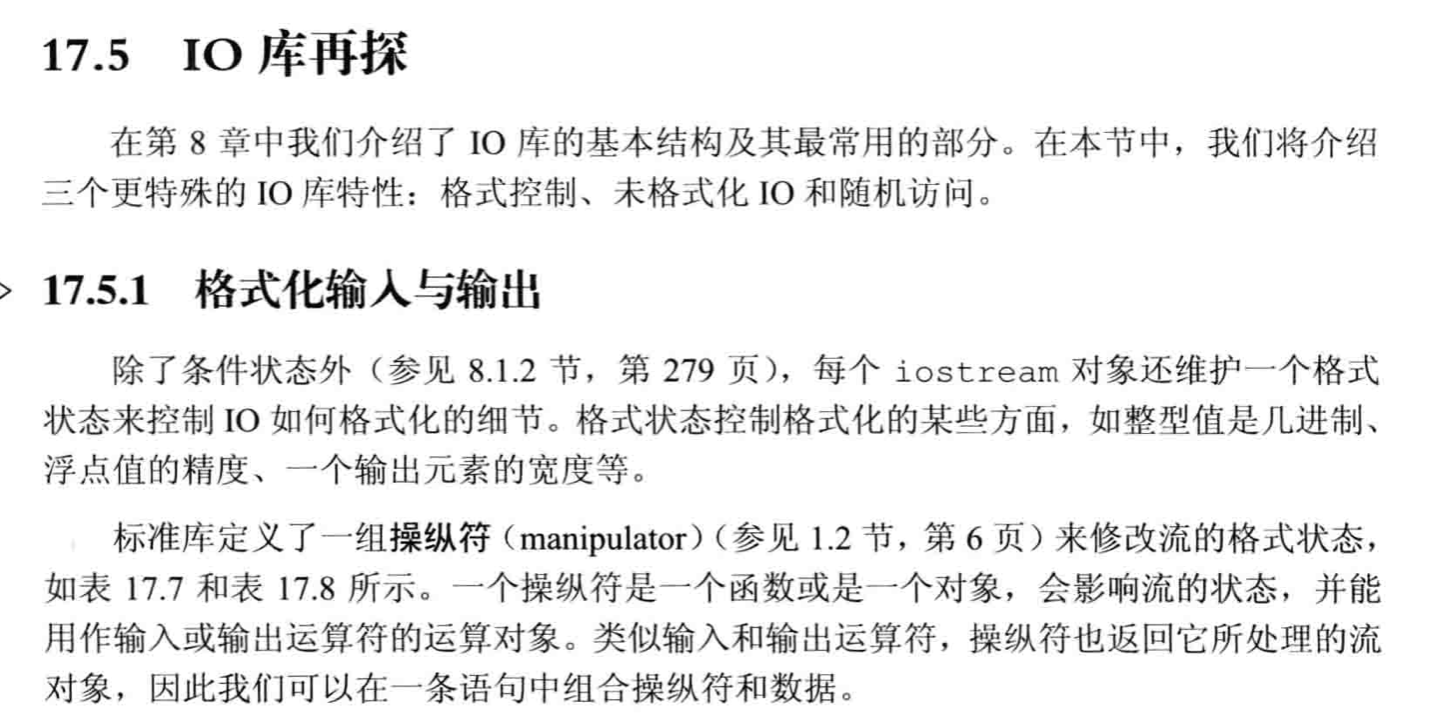 17.5 IO 库再探
在第 8 章中我们介绍了 IO 库的基本结构及其最常用的部分。在本节中，我们将介绍
三个更特殊的 IO 库特性：格式控制、未格式化 IO 和随机访问。
17.5.1 格式化输入与输出
除了条件状态外（参见 8.1.2 节，第 279 页），每个 iostream 对象还维护一个格式
状态来控制 IO 如何格式化的细节。格式状态控制格式化的某些方面，如整型值是几进制、
浮点值的精度、一个输出元素的宽度等。
标准库定义了一组操纵符（manipulator）（参见 1.2 节，第 6 页）来修改流的格式状态，
如表 17.7 和表 17.8 所示。一个操纵符是一个函数或是一个对象，会影响流的状态，并能
用作输入或输出运算符的运算对象。类似输入和输出运算符，操纵符也返回它所处理的流
对象，因此我们可以在一条语句中组合操纵符和数据。